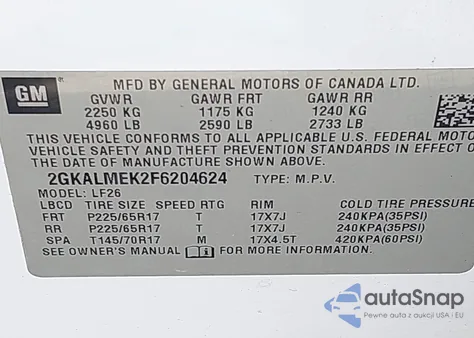 GM MFD BY GENERAL MOTORS OF CANADA LTD.
GVWR GAWR FRT GAWR RR
2250 KG 1175 KG 1240 KG
4960 LB 2590 LB 2733 LB
THIS VEHICLE CONFORMS TO ALL APPLICABLE U.S. FEDERAL MOTOR
VEHICLE SAFETY AND THEFT PREVENTION STANDARDS IN EFFECT O
THE DATE OF MANUFACTURE SHOWN ABOVE.
2GKALMEK2F6204624 TYPE: M.P.V.
MODEL: LF26
LBCD TIRE SIZE SPEED RTG RIM COLD TIRE PRESSURE
FRT P225/65R17 T 17X7J 240KPA(35PSI)
RR P225/65R17 T 17X7J 240KPA(35PSI)
SPA T145/70R17 M 17X4.5T 420KPA(60PSI)
SEE OWNER'S MANUAL FOR MORE INFORMATION.
autoSnap
Pewne auta z aukcji USA i EU